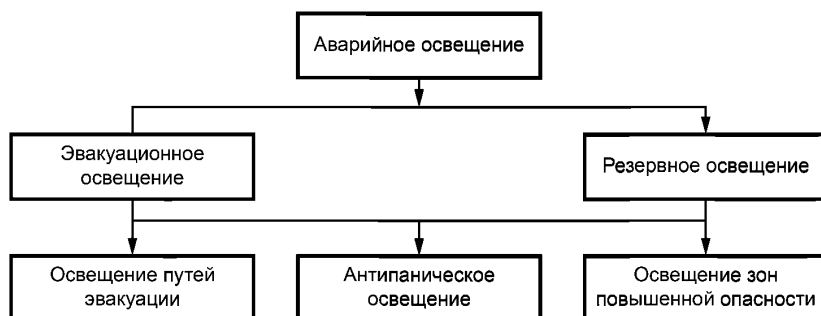 Аварийное освещение
Эвакуационное
освещение
Резервное освещение
Освещение путей
эвакуации
Антипаническое
освещение
Освещение зон
повышенной опасности